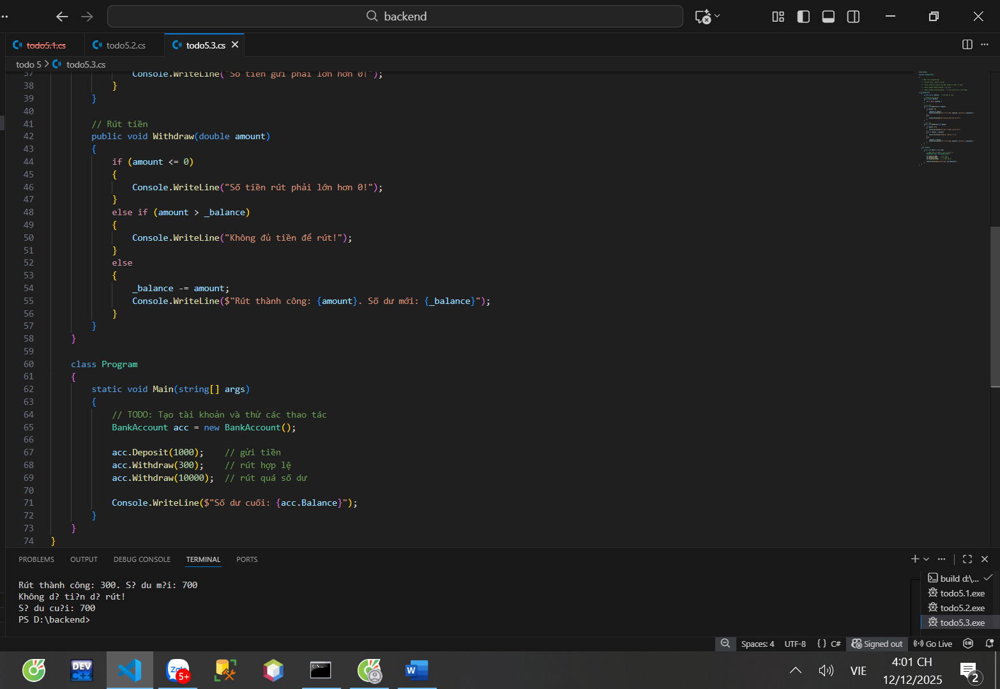 backend
todo5.1.cs
todo5.2.cs
todo5.3.cs
todo 5 > todo5.3.cs
37 Console.WriteLine("Số tiền gửi phải lớn hơn 0!");
38 }
39 }
40
41 // Rút tiền
42 public void Withdraw(double amount)
43 {
44 if (amount <= 0)
45 {
46 Console.WriteLine("Số tiền rút phải lớn hơn 0!");
47 }
48 else if (amount > _balance)
49 {
50 Console.WriteLine("Không đủ tiền để rút!");
51 }
52 else
53 {
54 _balance -= amount;
55 Console.WriteLine($"Rút thành công: {amount}. Số dư mới: {_balance}");
56 }
57 }
58 }
59
60 class Program
61 {
62 static void Main(string[] args)
63 {
64 // TODO: Tạo tài khoản và thử các thao tác
65 BankAccount acc = new BankAccount();
66
67 acc.Deposit(1000); // gửi tiền
68 acc.Withdraw(300); // rút hợp lệ
69 acc.Withdraw(10000); // rút quá số dư
70
71 Console.WriteLine($"Số dư cuối: {acc.Balance}");
72 }
73 }
74 }
PROBLEMS OUTPUT DEBUG CONSOLE TERMINAL PORTS
Rút thành công: 300. S? du m?i: 700
Không d? ti?n d? rút!
S? du cu?i: 700
PS D:\backend>
build d:\...
todo5.1.exe
todo5.2.exe
todo5.3.exe
Spaces: 4 UTF-8 { } C# Signed out Go Live
DEV C++
Zalo
5+
W
VIE
4:01 CH
12/12/2025
2